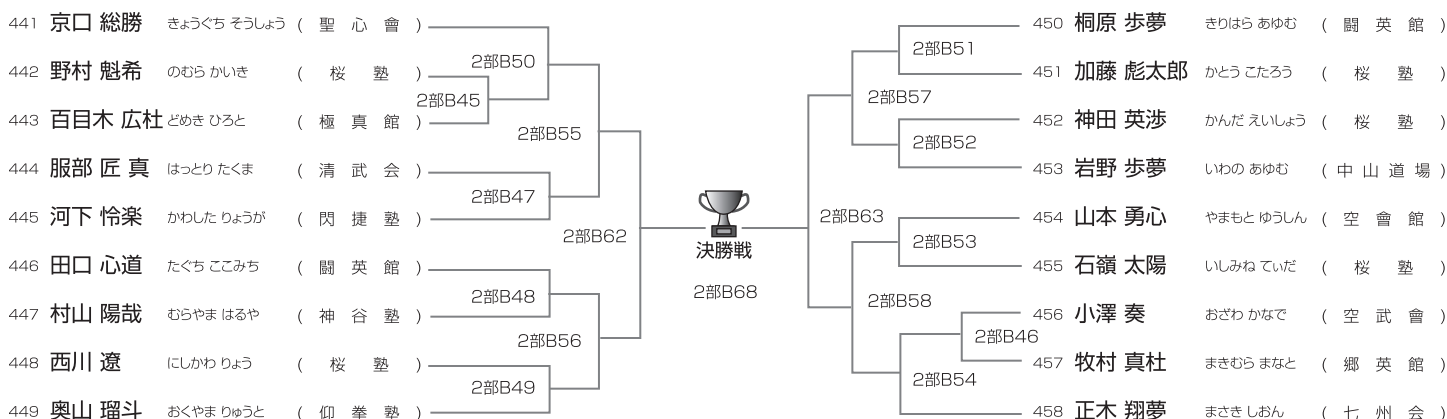 441 京口 総勝 きょうぐち そうしょう ( 聖 心 會 )
2部B50
442 野村 魁希 のむら かいき ( 桜 塾 )
2部B45
443 百目木 広杜 どめき ひろと ( 極 真 館 )
2部B55
444 服部 匠 真 はっとり たくま ( 清 武 会 )
2部B47
445 河下 怜楽 かわした りょうが ( 閃 捷 塾 )
2部B62
446 田口 心道 たぐち ここみち ( 闘 英 館 )
2部B48
447 村山 陽哉 むらやま はるや ( 神 谷 塾 )
2部B56
448 西川 遼 にしかわ りょう ( 桜 塾 )
2部B49
449 奥山 瑠斗 おくやま りゅうと ( 仰 拳 塾 )
決勝戦
2部B68
450 桐原 歩夢 きりはら あゆむ ( 闘 英 館 )
2部B51
451 加藤 彪太郎 かとう こたろう ( 桜 塾 )
2部B57
452 神田 英渉 かんだ えいしょう ( 桜 塾 )
2部B52
453 岩野 歩夢 いわの あゆむ ( 中 山 道 場 )
2部B63
454 山本 勇心 やまもと ゆうしん ( 空 會 館 )
2部B53
455 石嶺 太陽 いしみね てぃだ ( 桜 塾 )
2部B58
456 小澤 奏 おざわ かなで ( 空 武 會 )
2部B46
457 牧村 真杜 まきむら まなと ( 郷 英 館 )
2部B54
458 正木 翔夢 まさき しおん ( 七 州 会 )